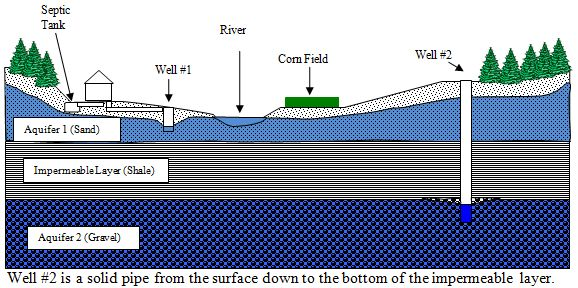 Septic
Tank
River
Well #1
Corn Field
Well #2
Aquifer 1 (Sand)
Impermeable Layer (Shale)
Aquifer 2 (Gravel)
Well #2 is a solid pipe from the surface down to the bottom of the impermeable layer.